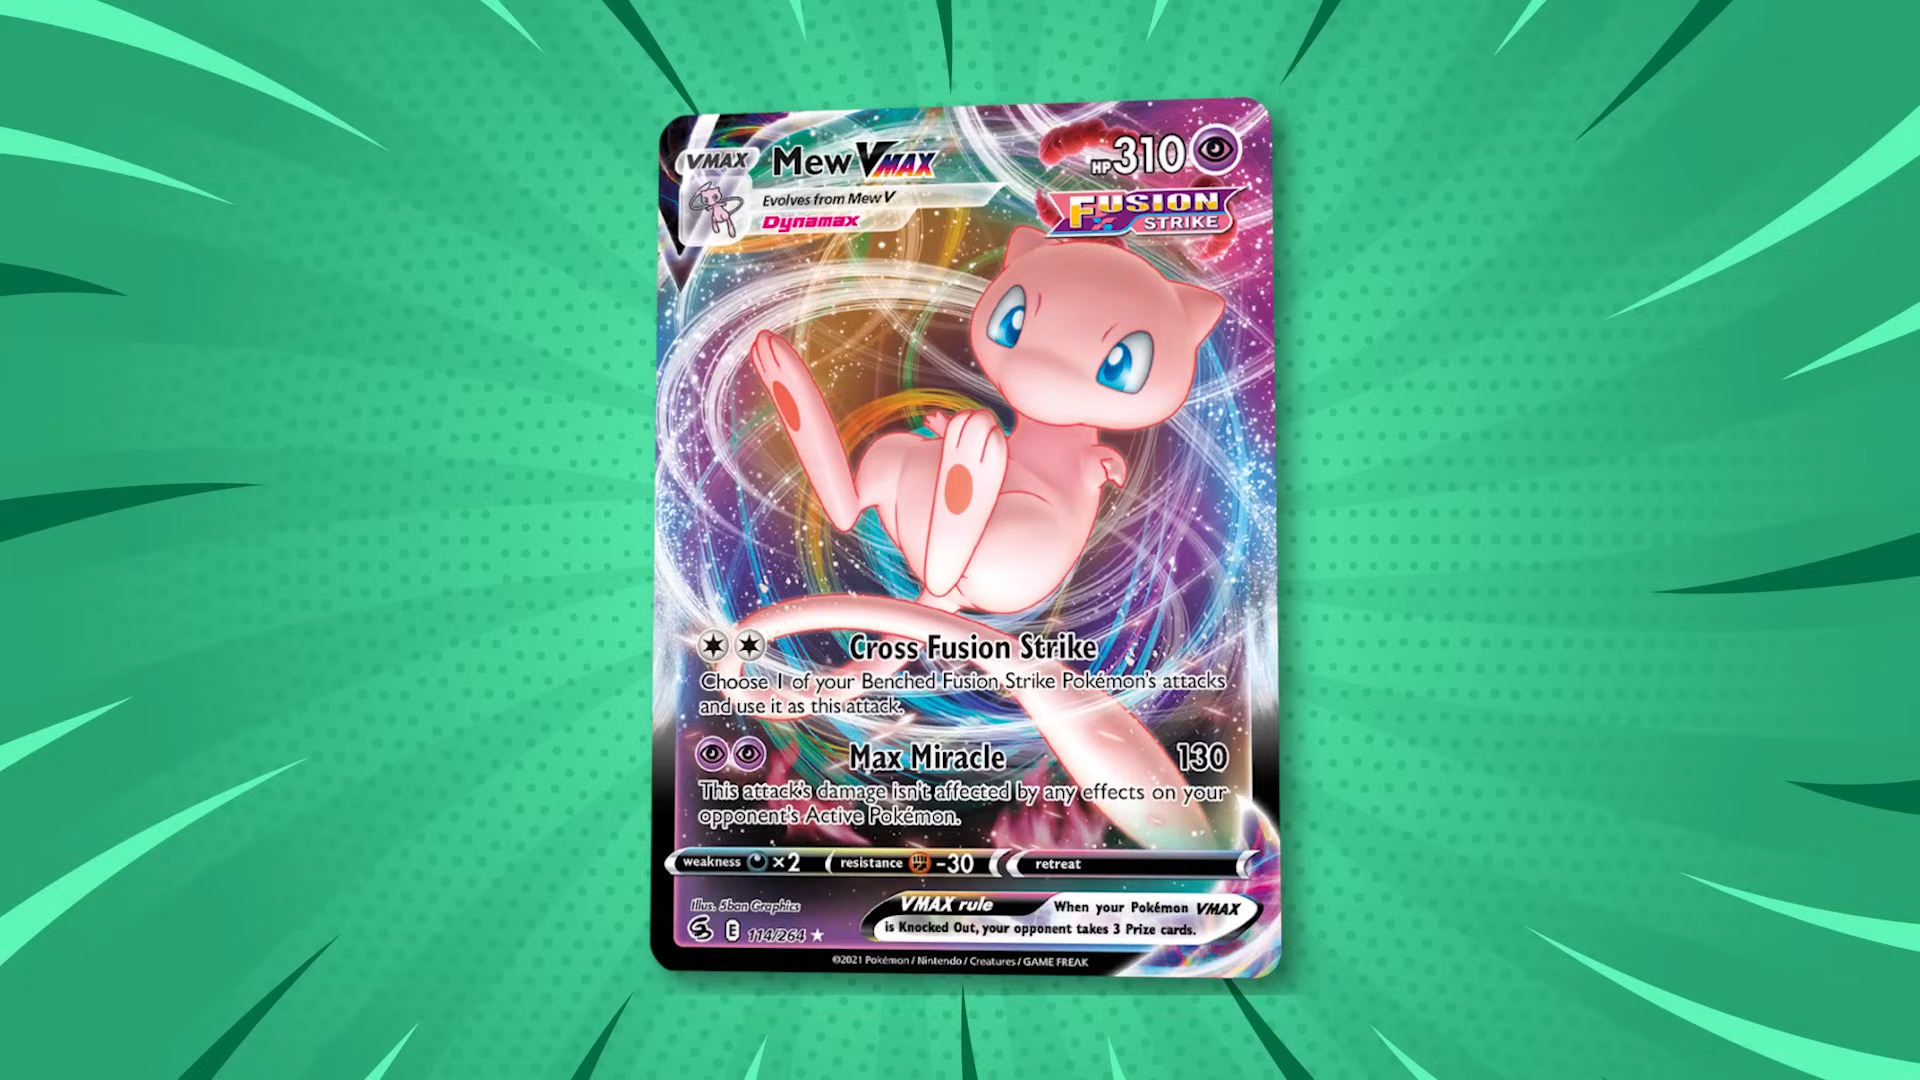 VMAX
Mew VMAX
HP 310
Evolves from Mew V
Dynamax
FUSION
STRIKE
Cross Fusion Strike
Choose 1 of your Benched Fusion Strike Pokémon's attacks
and use it as this attack.
Max Miracle 130
This attack's damage isn't affected by any effects on your
opponent's Active Pokémon.
weakness ×2 resistance -30 retreat
Illus. 5ban Graphics
VMAX rule When your Pokémon VMAX
is Knocked Out, your opponent takes 3 Prize cards.
E 114/264 ★
©2021 Pokémon / Nintendo / Creatures / GAME FREAK